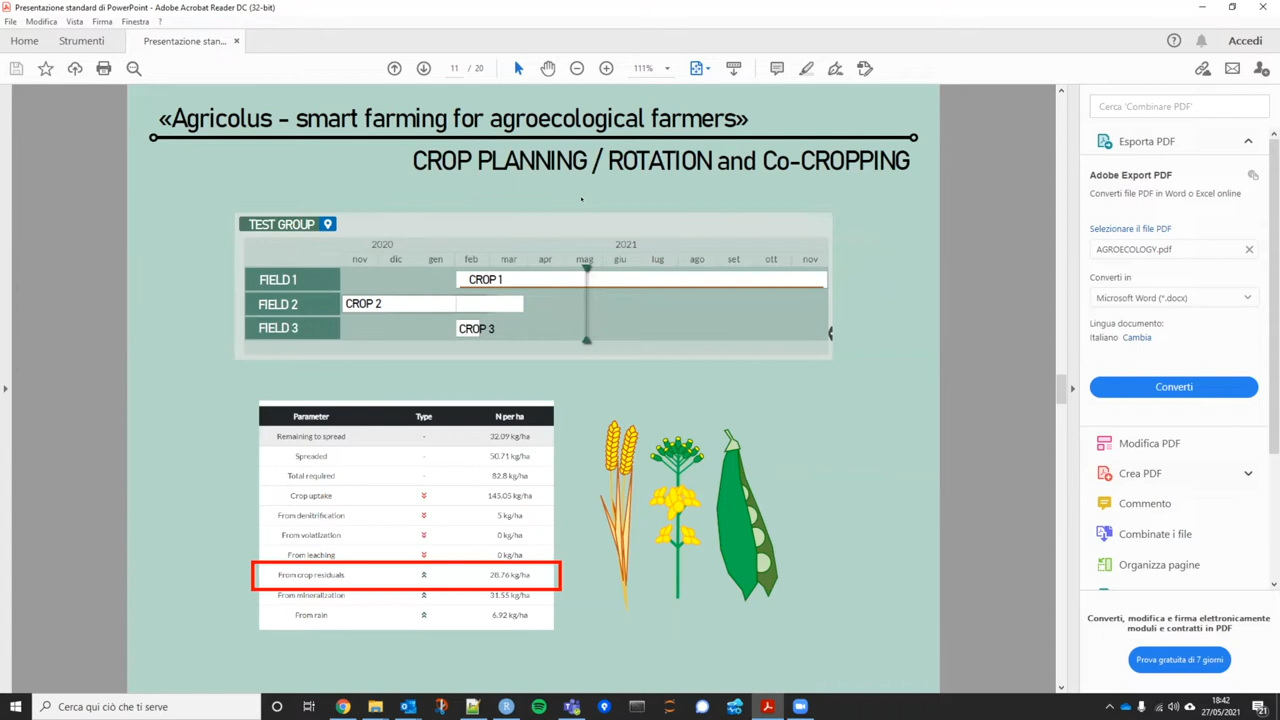 Presentazione standard di PowerPoint - Adobe Acrobat Reader DC (32-bit)
File Modifica Vista Firma Finestra ?
Home Strumenti Presentazione stan... × Accedi
11 / 20 111%
«Agricolus - smart farming for agroecological farmers»
CROP PLANNING / ROTATION and Co-CROPPING
TEST GROUP
2020 2021
nov dic gen feb mar apr mag giu lug ago set ott nov
FIELD 1 CROP 1
FIELD 2 CROP 2
FIELD 3 CROP 3
Parameter Type N per ha
Remaining to spread - 32.09 kg/ha
Spreaded - 50.71 kg/ha
Total required - 82.8 kg/ha
Crop uptake 145.05 kg/ha
From denitrification 5 kg/ha
From volatization 0 kg/ha
From leaching 0 kg/ha
From crop residuals 28.76 kg/ha
From mineralization 31.55 kg/ha
From rain 6.92 kg/ha
Cerca 'Combinare PDF'
Esporta PDF
Adobe Export PDF
Converti file PDF in Word o Excel online
Selezionare il file PDF
AGROECOLOGY.pdf ×
Converti in
Microsoft Word (*.docx)
Lingua documento:
Italiano Cambia
Converti
Modifica PDF
Crea PDF
Commento
Combinate i file
Organizza pagine
Converti, modifica e firma elettronicamente
moduli e contratti in PDF
Prova gratuita di 7 giorni
Cerca qui ciò che ti serve
18:42
27/05/2021
21